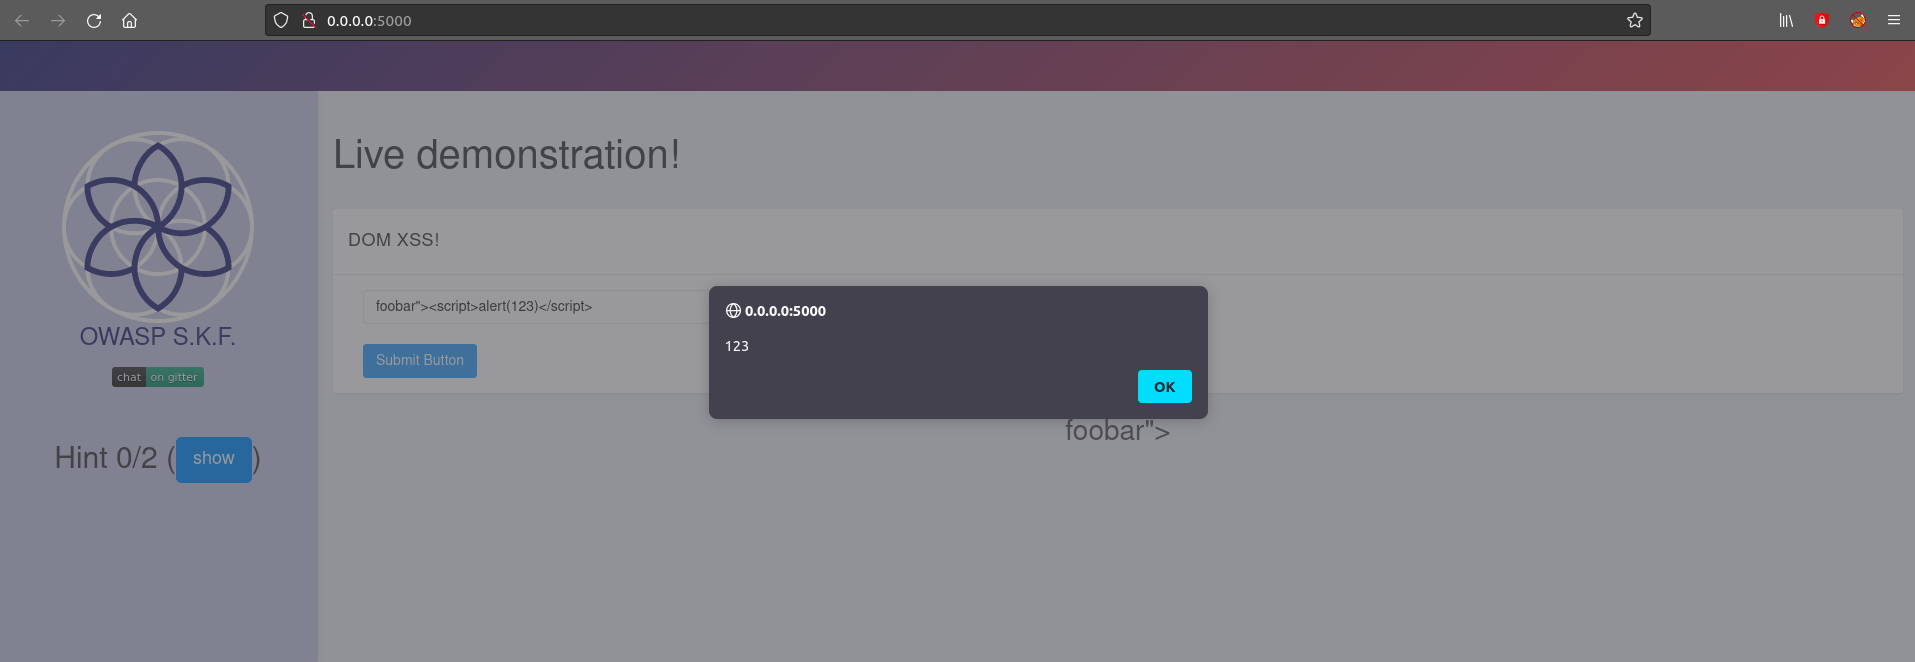 0.0.0.0:5000
Live demonstration!
DOM XSS!
foobar"><script>alert(123)</script>
Submit Button
0.0.0.0:5000
123
OK
foobar">
OWASP S.K.F.
chat on gitter
Hint 0/2 (show)